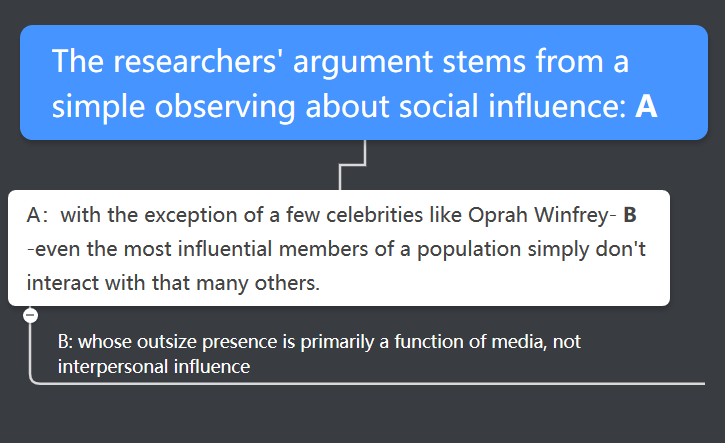 The researchers' argument stems from a
simple observing about social influence: A
A：with the exception of a few celebrities like Oprah Winfrey- B
-even the most influential members of a population simply don't
interact with that many others.
B: whose outsize presence is primarily a function of media, not
interpersonal influence